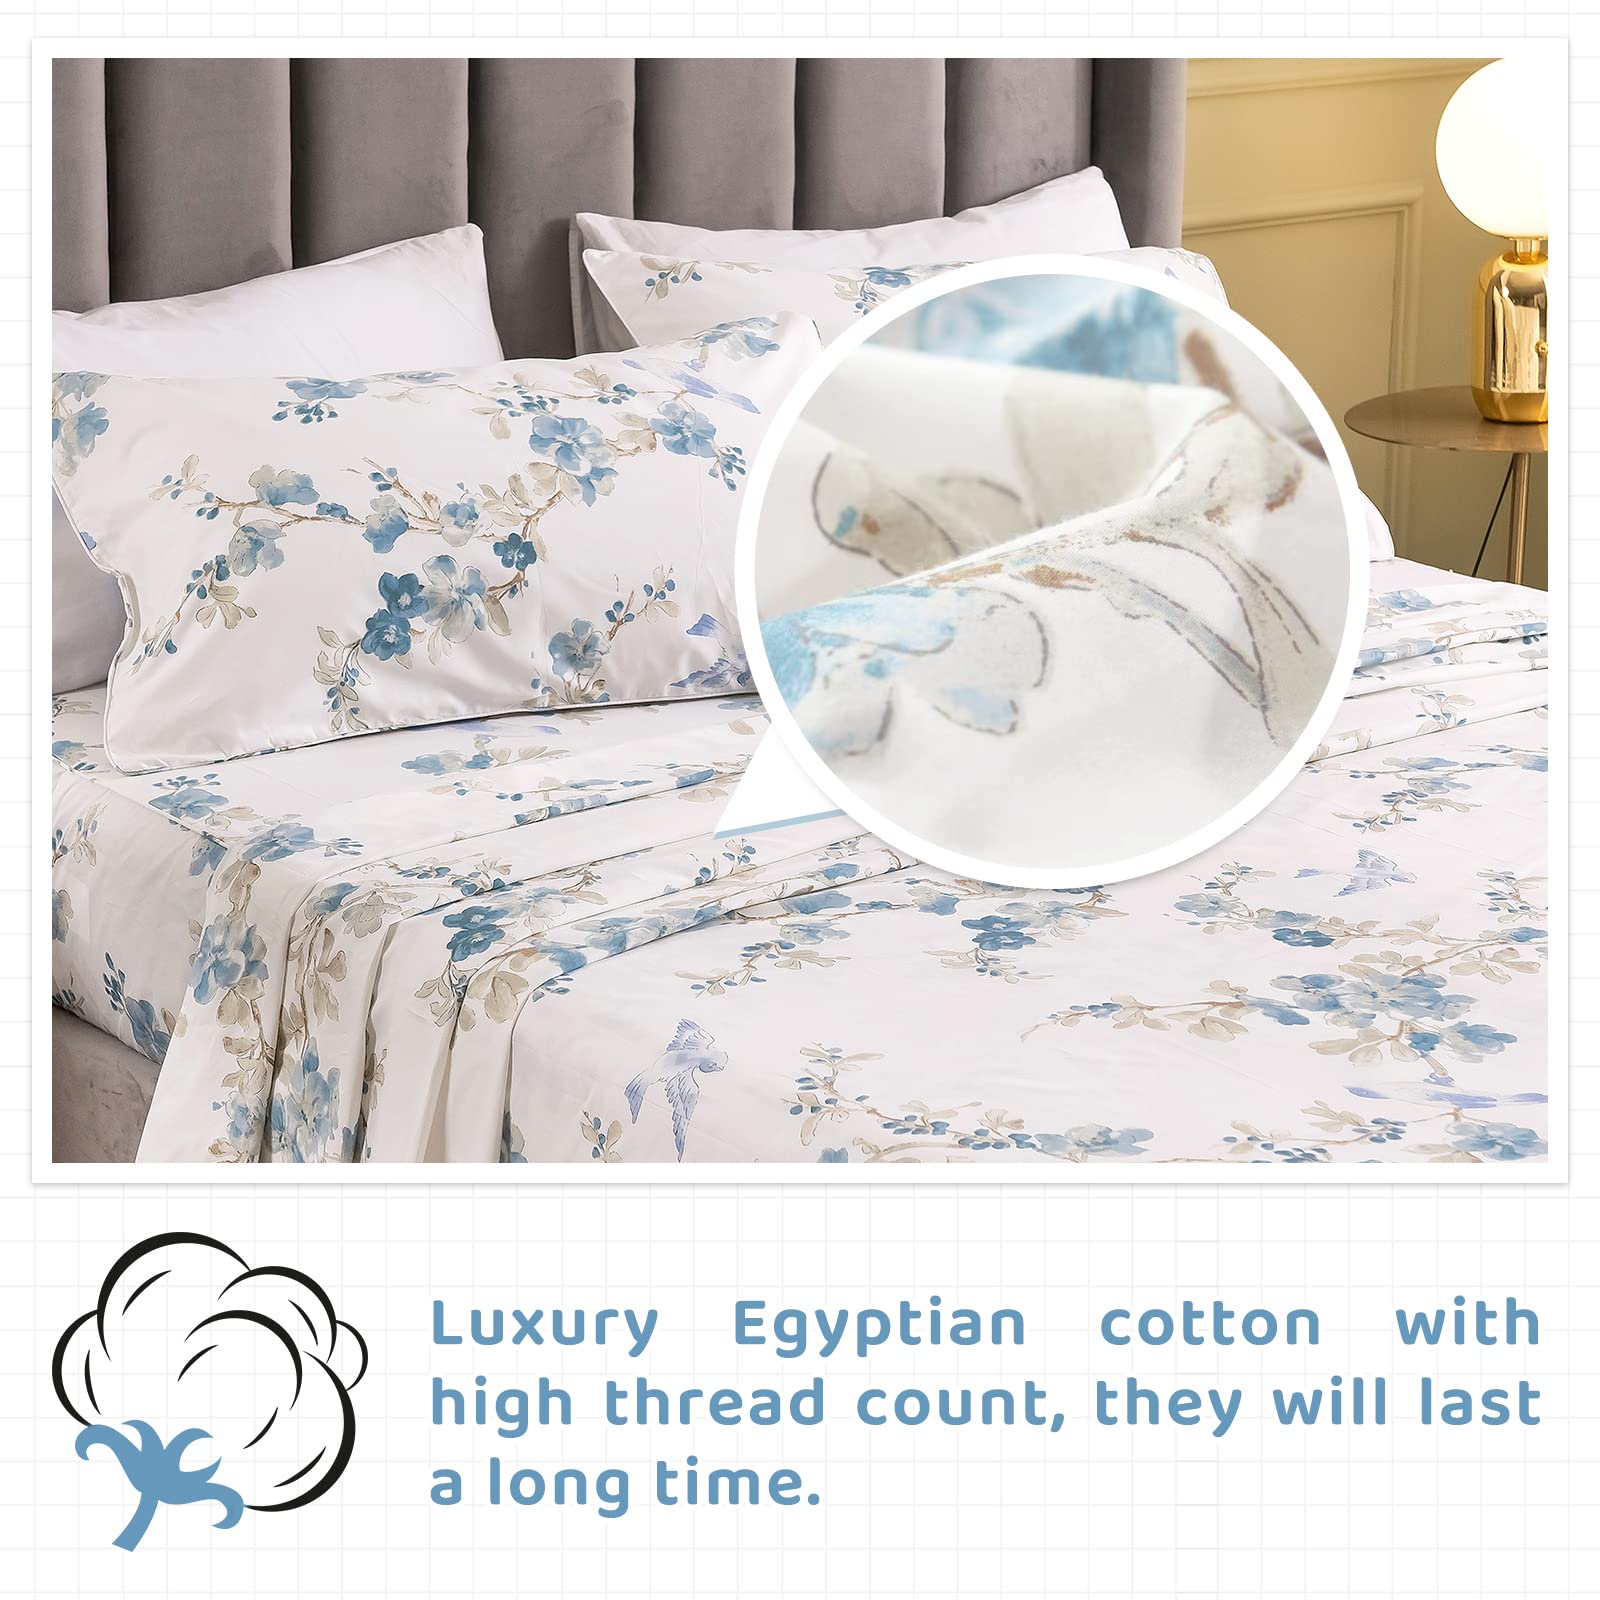 Luxury Egyptian cotton with
high thread count, they will last
a long time.